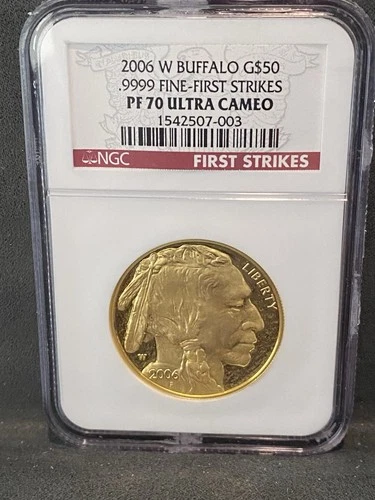 2006 W BUFFALO G$50
.9999 FINE-FIRST STRIKES
PF 70 ULTRA CAMEO
1542507-003
NGC
FIRST STRIKES
LIBERTY
W
2006
F